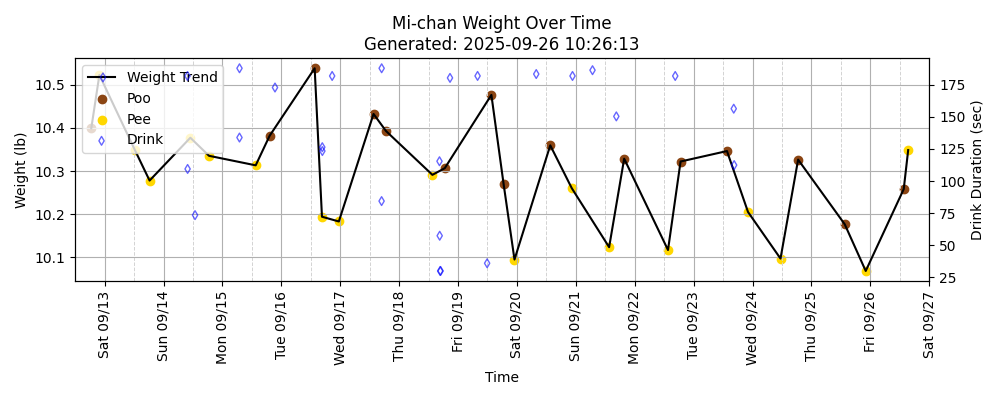 Mi-chan Weight Over Time
Generated: 2025-09-26 10:26:13
Weight (lb)
10.5
10.4
10.3
10.2
10.1
Weight Trend
Poo
Pee
Drink
175
150
125
100
75
50
25
Drink Duration (sec)
Sat 09/13
Sun 09/14
Mon 09/15
Tue 09/16
Wed 09/17
Thu 09/18
Fri 09/19
Sat 09/20
Sun 09/21
Mon 09/22
Tue 09/23
Wed 09/24
Thu 09/25
Fri 09/26
Sat 09/27
Time